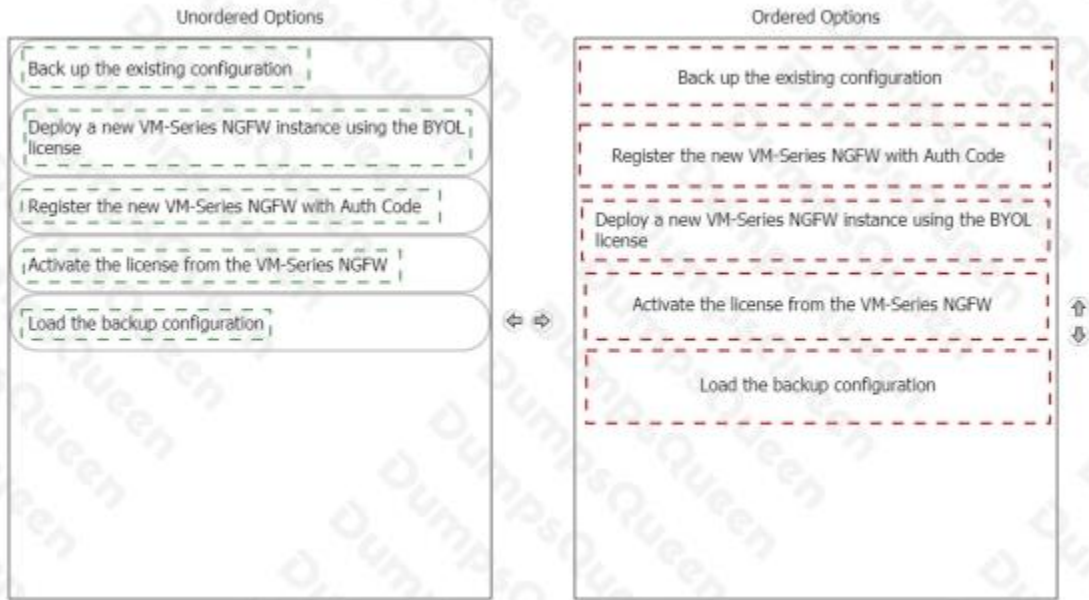 Unordered Options
Back up the existing configuration
Deploy a new VM-Series NGFW instance using the BYOL
license
Register the new VM-Series NGFW with Auth Code
Activate the license from the VM-Series NGFW
Load the backup configuration
Ordered Options
Back up the existing configuration
Register the new VM-Series NGFW with Auth Code
Deploy a new VM-Series NGFW instance using the BYOL
license
Activate the license from the VM-Series NGFW
Load the backup configuration
DumpsQueen